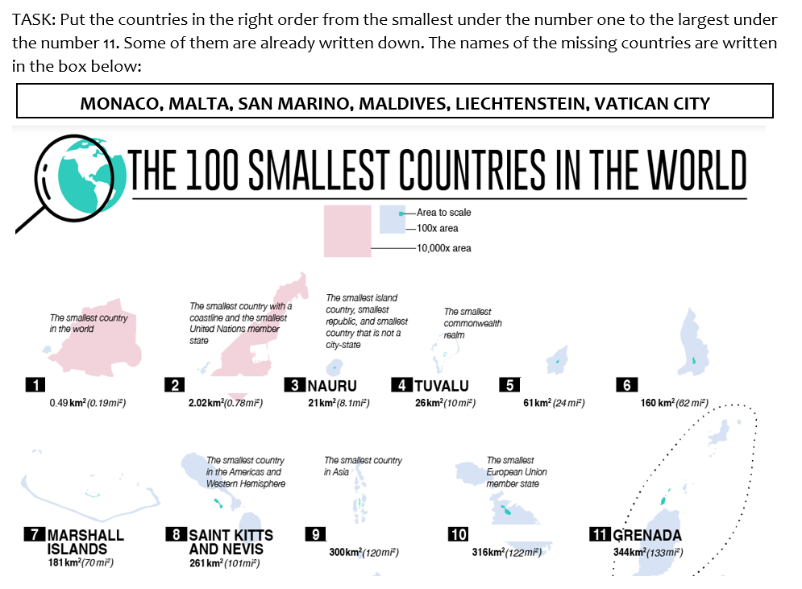 TASK: Put the countries in the right order from the smallest under the number one to the largest under
the number 11. Some of them are already written down. The names of the missing countries are written
in the box below:
MONACO, MALTA, SAN MARINO, MALDIVES, LIECHTENSTEIN, VATICAN CITY
THE 100 SMALLEST COUNTRIES IN THE WORLD
Area to scale
100x area
10,000x area
The smallest country
in the world
1
0.49 km² (0.19mi²)
The smallest country with a
coastline and the smallest
United Nations member
state
2
2.02km² (0.78mi²)
The smallest island
country, smallest
republic, and smallest
country that is not a
city-state
3 NAURU
21km² (8.1mi²)
The smallest
commonwealth
realm
4 TUVALU
26km² (10mi²)
5
61km² (24mi²)
6
160 km² (62mi²)
7 MARSHALL
ISLANDS
181km² (70mi²)
The smallest country
in the Americas and
Western Hemisphere
8 SAINT KITTS
AND NEVIS
261km² (101mi²)
The smallest country
in Asia
9
300km² (120mi²)
The smallest
European Union
member state
10
316km² (122mi²)
11 GRENADA
344km² (133mi²)